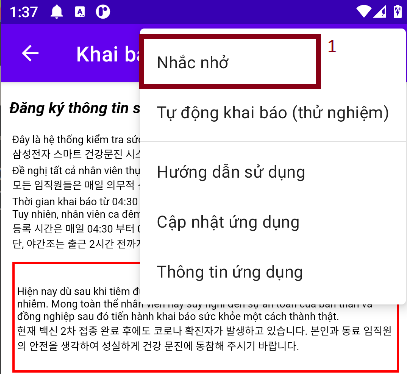 1:37
Khai b
Nhắc nhở
1
Tự động khai báo (thử nghiệm)
Hướng dẫn sử dụng
Cập nhật ứng dụng
Thông tin ứng dụng
Đăng ký thông tin s
Đây là hệ thống kiểm tra sức
삼성전자 스마트 건강문진 시스
Đề nghị tất cả nhân viên thự
모든 임직원들은 매일 의무적
Thời gian khai báo từ 04:30
Tuy nhiên, nhân viên ca đêm
등록 시간은 매일 04:30 부터
단, 야간조는 출근 2시간 전까지
Hiện nay dù sau khi tiêm đủ
nhiễm. Mong toàn thể nhân viên hãy suy nghĩ đến sự an toàn của bản thân và
đồng nghiệp sau đó tiến hành khai báo sức khỏe một cách thành thật.
현재 백신 2차 접종 완료 후에도 코로나 확진자가 발생하고 있습니다. 본인과 동료 임직원
의 안전을 생각하여 성실하게 건강 문진에 동참해 주시기 바랍니다.